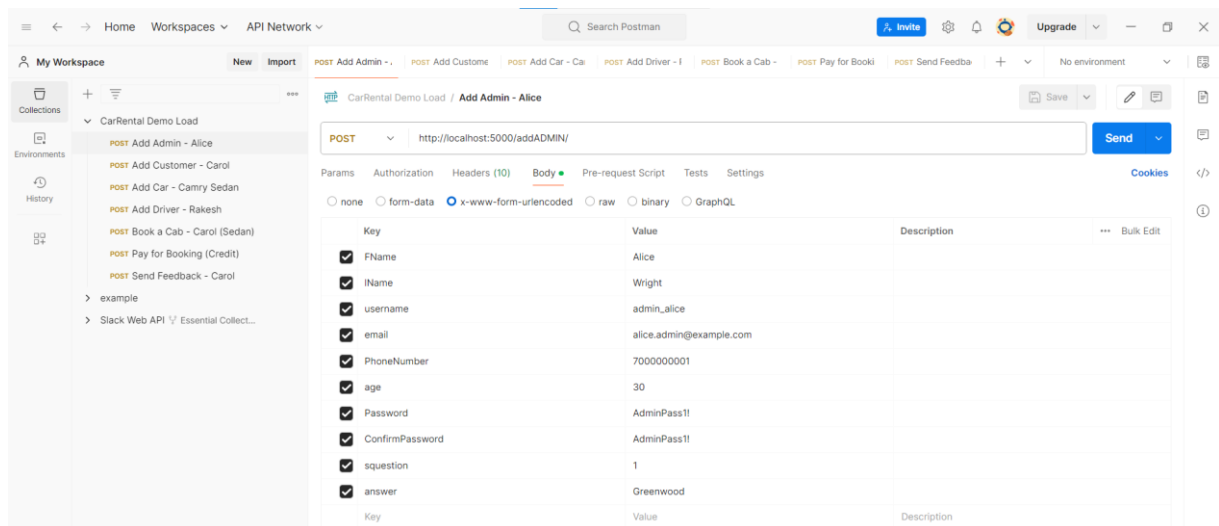 Home Workspaces API Network Search Postman Invite Upgrade
My Workspace New Import POST Add Admin - . POST Add Custome POST Add Car - Ca POST Add Driver - POST Book a Cab - POST Pay for Booki POST Send Feedba No environment
Collections
Environments
History
CarRental Demo Load
POST Add Admin - Alice
POST Add Customer - Carol
POST Add Car - Camry Sedan
POST Add Driver - Rakesh
POST Book a Cab - Carol (Sedan)
POST Pay for Booking (Credit)
POST Send Feedback - Carol
example
Slack Web API Essential Collect...
HTTP CarRental Demo Load / Add Admin - Alice Save
POST http://localhost:5000/addADMIN/ Send
Params Authorization Headers (10) Body Pre-request Script Tests Settings Cookies
none form-data x-www-form-urlencoded raw binary GraphQL
Key Value Description Bulk Edit
FName Alice
lName Wright
username admin_alice
email alice.admin@example.com
PhoneNumber 7000000001
age 30
Password AdminPass1!
ConfirmPassword AdminPass1!
squestion 1
answer Greenwood
Key Value Description